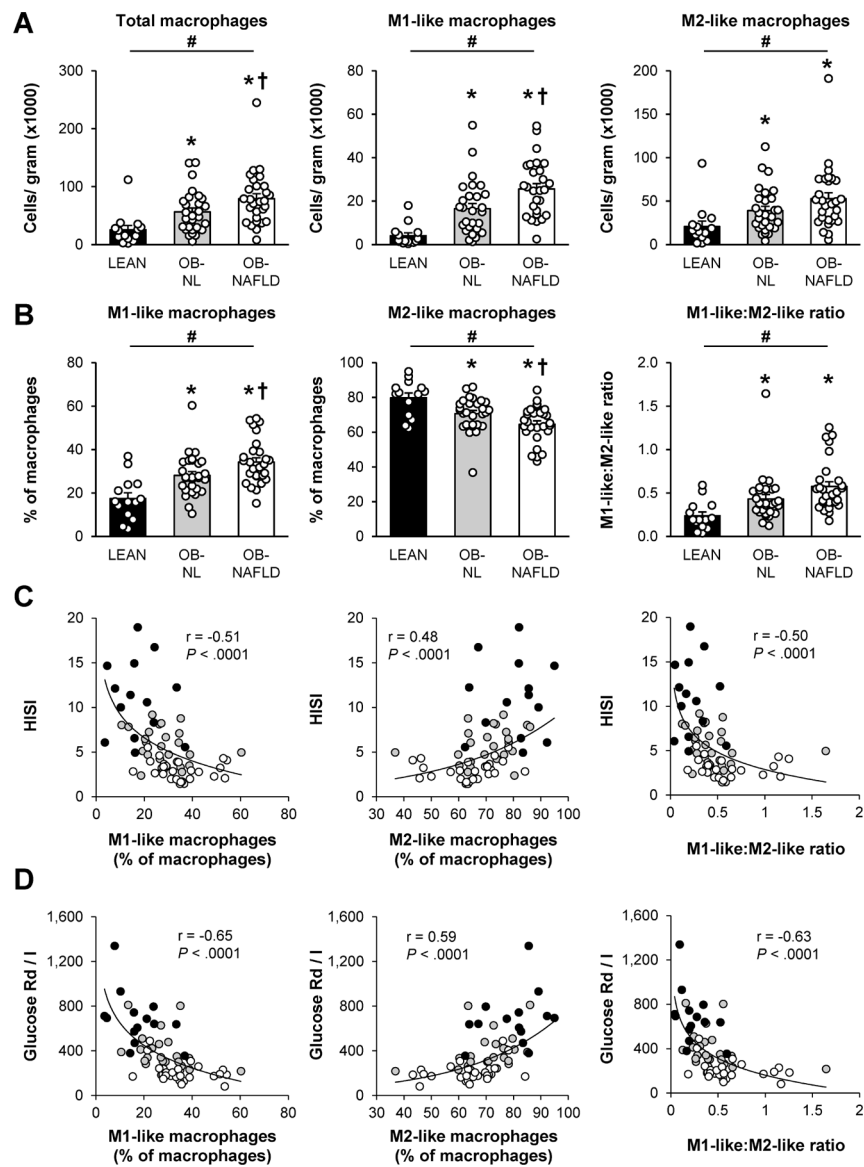 A
Total macrophages
#
Cells/ gram (x1000)
300
200
100
0
*
* †
LEAN
OB-
NL
OB-
NAFLD
M1-like macrophages
#
Cells/ gram (x1000)
80
60
40
20
0
*
* †
LEAN
OB-
NL
OB-
NAFLD
M2-like macrophages
#
Cells/ gram (x1000)
200
150
100
50
0
*
*
LEAN
OB-
NL
OB-
NAFLD
B
M1-like macrophages
#
% of macrophages
80
60
40
20
0
*
* †
LEAN
OB-
NL
OB-
NAFLD
M2-like macrophages
#
% of macrophages
100
80
60
40
20
0
*
* †
LEAN
OB-
NL
OB-
NAFLD
M1-like:M2-like ratio
#
M1-like:M2-like ratio
2.0
1.5
1.0
0.5
0.0
*
*
LEAN
OB-
NL
OB-
NAFLD
C
HISI
20
15
10
5
0
r = -0.51
P < .0001
0 20 40 60 80
M1-like macrophages
(% of macrophages)
HISI
20
15
10
5
0
r = 0.48
P < .0001
30 40 50 60 70 80 90 100
M2-like macrophages
(% of macrophages)
HISI
20
15
10
5
0
r = -0.50
P < .0001
0 0.5 1 1.5 2
M1-like:M2-like ratio
D
Glucose Rd / I
1,600
1,200
800
400
0
r = -0.65
P < .0001
0 20 40 60 80
M1-like macrophages
(% of macrophages)
Glucose Rd / I
1,600
1,200
800
400
0
r = 0.59
P < .0001
30 40 50 60 70 80 90 100
M2-like macrophages
(% of macrophages)
Glucose Rd / I
1,600
1,200
800
400
0
r = -0.63
P < .0001
0 0.5 1 1.5 2
M1-like:M2-like ratio